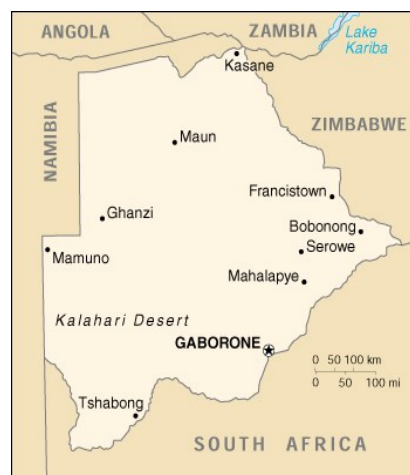 ANGOLA
ZAMBIA
Lake
Kariba
Kasane
NAMIBIA
ZIMBABWE
Maun
Francistown
Ghanzi
Bobonong
Serowe
Mamuno
Mahalapye
Kalahari Desert
GABORONE
0 50 100 km
0 50 100 mi
Tshabong
SOUTH AFRICA